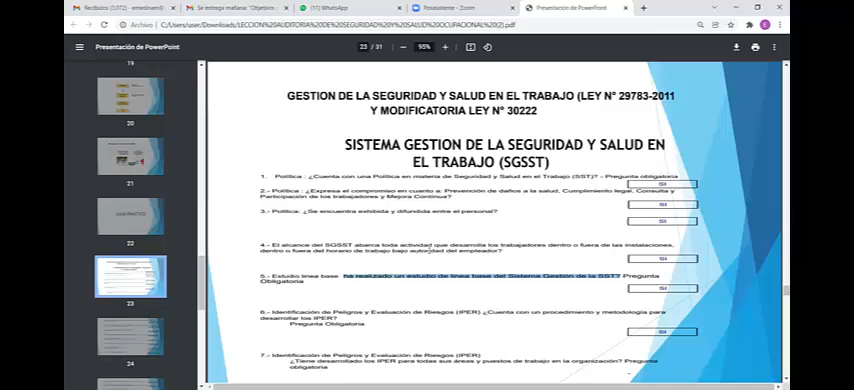 Recibidos (3,072) - ernestnam9
Se entrega mañana: "Objetivos
(11) WhatsApp
Posasistente - Zoom
Presentación de PowerPoint
Archivo | C:/Users/user/Downloads/LECCION%20AUDITORIA%20DE%20SEGURIDAD%20Y%20SALUD%20OCUPACIONAL%20(2).pdf
Presentación de PowerPoint
23 / 31
95%
19
20
21
22
23
24
GESTION DE LA SEGURIDAD Y SALUD EN EL TRABAJO (LEY N° 29783-2011
Y MODIFICATORIA LEY N° 30222
SISTEMA GESTION DE LA SEGURIDAD Y SALUD EN
EL TRABAJO (SGSST)
1. Política : ¿Cuenta con una Política en materia de Seguridad y Salud en el Trabajo (SST)? - Pregunta obligatoria
SI
2.- Política : ¿Expresa el compromiso en cuanto a: Prevención de daños a la salud, Cumplimiento legal, Consulta y
Participación de los trabajadores y Mejora Continua?
SI
3.- Política. ¿Se encuentra exhibida y difundida entre el personal?
SI
4.- El alcance del SGSST abarca toda actividad que desarrolla los trabajadores dentro o fuera de las instalaciones,
dentro o fuera del horario de trabajo bajo autoridad del empleador?
SI
5.- Estudio linea base ha realizado un estudio de linea base del Sistema Gestión de la SST? Pregunta
Obligatoria
SI
6.- Identificación de Peligros y Evaluación de Riesgos (IPER) ¿Cuenta con un procedimiento y metodología para
desarrollar los IPER?
Pregunta Obligatoria
SI
7.- Identificación de Peligros y Evaluación de Riesgos (IPER)
¿Tiene desarrollado los IPER para todas sus áreas y puestos de trabajo en la organización? Pregunta
obligatoria